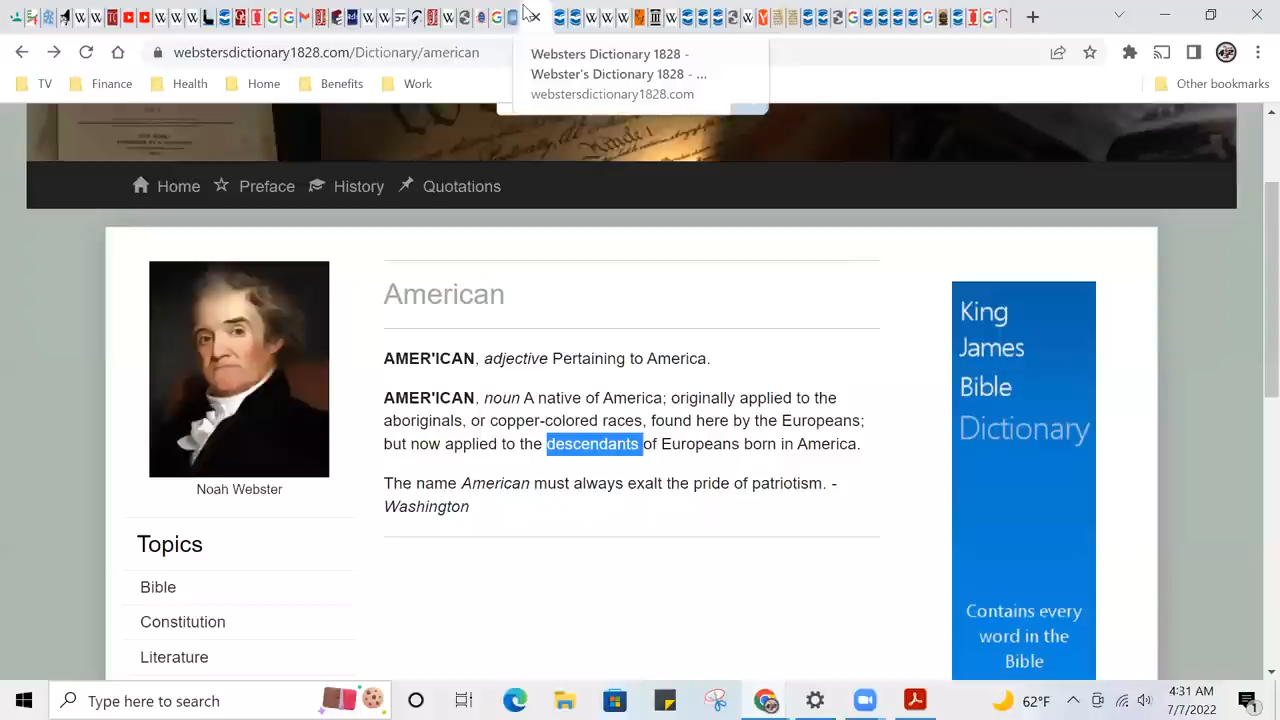 webstersdictionary1828.com/Dictionary/american
Websters Dictionary 1828 -
Webster's Dictionary 1828 - ...
webstersdictionary1828.com
TV Finance Health Home Benefits Work Other bookmarks
Home Preface History Quotations
American
AMER'ICAN, adjective Pertaining to America.
AMER'ICAN, noun A native of America; originally applied to the
aboriginals, or copper-colored races, found here by the Europeans;
but now applied to the descendants of Europeans born in America.
The name American must always exalt the pride of patriotism. -
Washington
Noah Webster
Topics
Bible
Constitution
Literature
King
James
Bible
Dictionary
Contains every
word in the
Bible
Type here to search
62°F
4:31 AM
7/7/2022
1